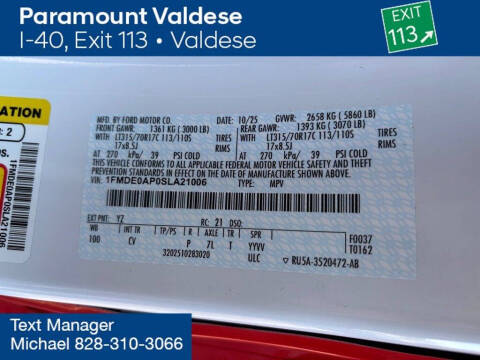 Paramount Valdese
I-40, Exit 113 • Valdese
EXIT
113
ATION
R: 2
OS.
1FMDE0AP0SLA21006
MFD. BY FORD MOTOR CO. 10/25 GVWR: 2658 KG ( 5860 LB)
FRONT GAWR: 1361 KG ( 3000 LB) REAR GAWR: 1393 KG ( 3070 LB)
LT315/70R17C 113/110S TIRES LT315/70R17C 113/110S TIRES
17x8.5J RIMS 17x8.5J RIMS
AT 270 kPa/ 39 PSI COLD AT 270 kPa/ 39 PSI COLD
THIS VEHICLE CONFORMS TO ALL APPLICABLE FEDERAL MOTOR VEHICLE SAFETY
AND THEFT PREVENTION STANDARDS IN EFFECT ON THE DATE OF MANUFACTURE SHOWN ABOVE.
VIN: 1FMDE0AP0SLA21006 TYPE: MPV
EXT PNT: YZ RC: 21 DSO:
WB INT TR TP/PS R AXLE TR SPR F0037
100 CV P 7L T YYVV T0162
3202510283020 ULC RU5A-3520472-AB
Text Manager
Michael 828-310-3066